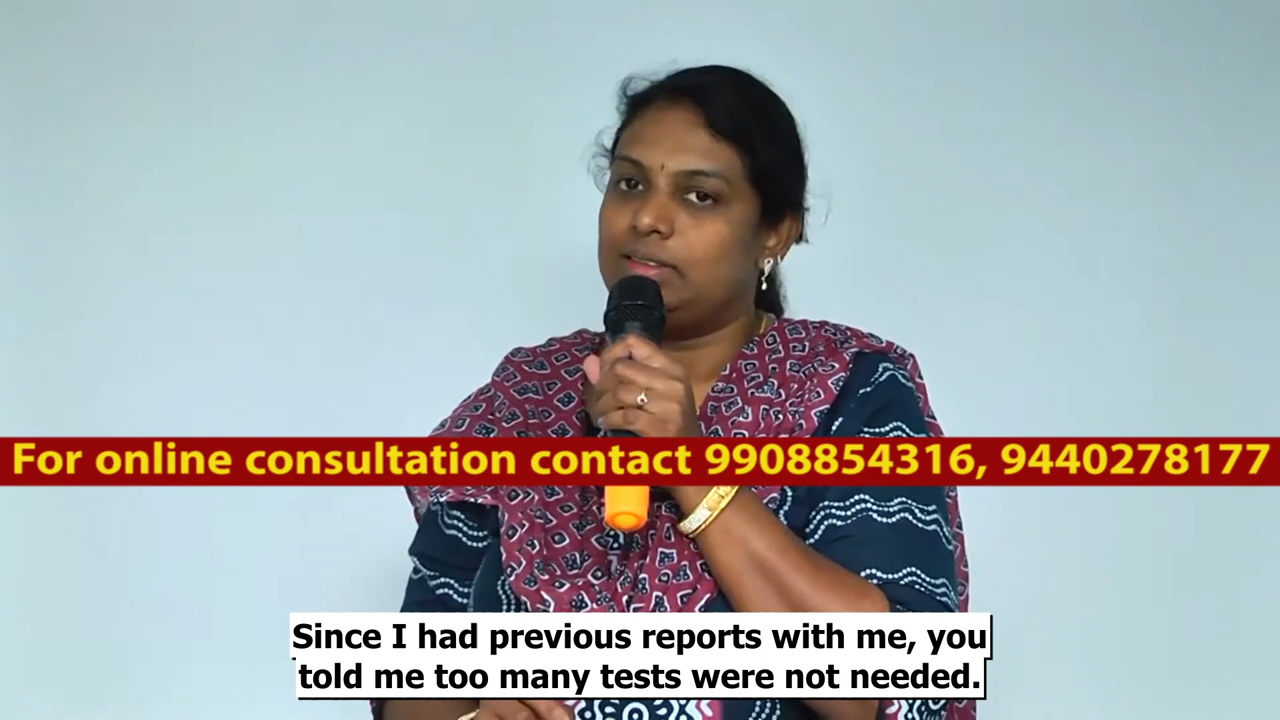 For online consultation contact 9908854316, 9440278177
Since I had previous reports with me, you
told me too many tests were not needed.